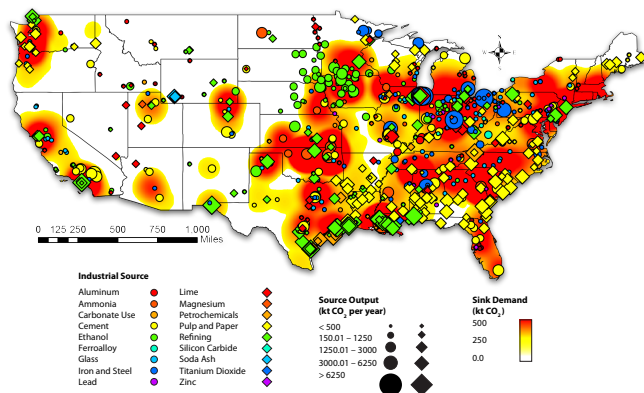 0 125 250 500 750 1,000
Miles
Industrial Source
Aluminum
Ammonia
Carbonate Use
Cement
Ethanol
Ferroalloy
Glass
Iron and Steel
Lead
Lime
Magnesium
Petrochemicals
Pulp and Paper
Refining
Silicon Carbide
Soda Ash
Titanium Dioxide
Zinc
Source Output
(kt CO₂ per year)
< 500
150.01 – 1250
1250.01 – 3000
3000.01 – 6250
> 6250
Sink Demand
(kt CO₂)
500
250
0.0